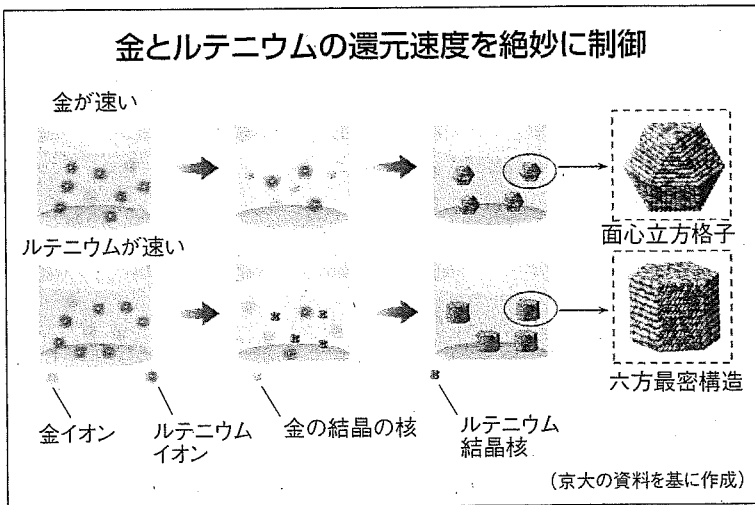 金とルテニウムの還元速度を絶妙に制御
金が速い
面心立方格子
ルテニウムが速い
六方最密構造
金イオン
ルテニウム
イオン
金の結晶の核
ルテニウム
結晶核
(京大の資料を基に作成)